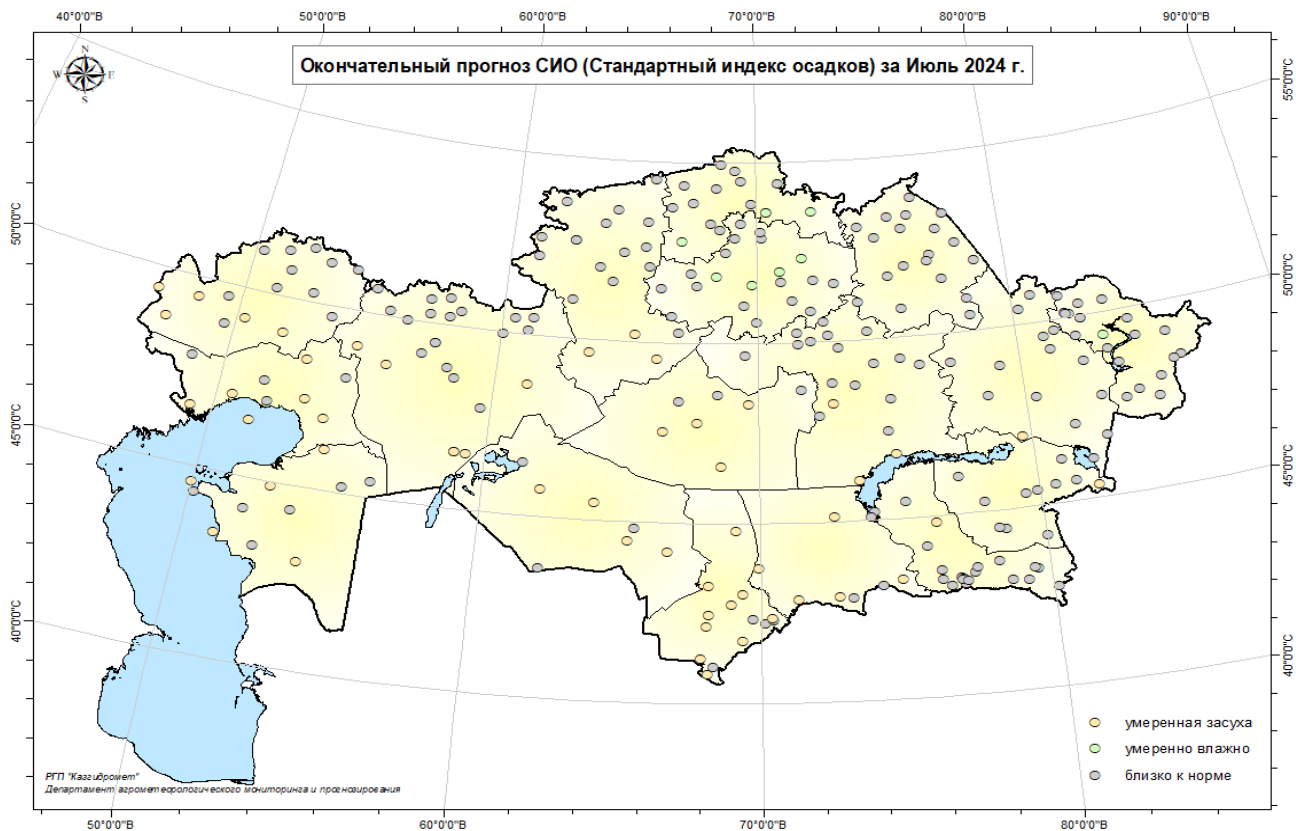 40°0'0"В 50°0'0"В 60°0'0"В 70°0'0"В 80°0'0"В 90°0'0"В
N
W E
S
Окончательный прогноз СИО (Стандартный индекс осадков) за Июль 2024 г.
55°0'0"С
50°0'0"С 50°0'0"С
45°0'0"С 45°0'0"С
40°0'0"С 40°0'0"С
умеренная засуха
умеренно влажно
близко к норме
РГП "Казгидромет"
Департамент агрометеорологического мониторинга и прогнозирования
50°0'0"В 60°0'0"В 70°0'0"В 80°0'0"В